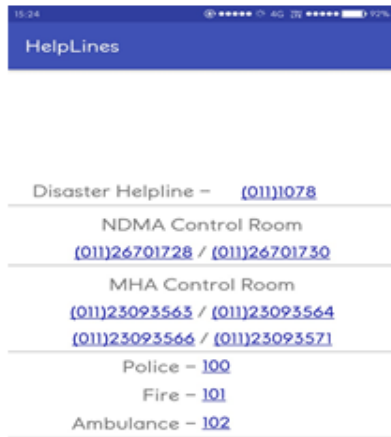 15:24 4G 92%
HelpLines
Disaster Helpline – (011)1078
NDMA Control Room
(011)26701728 / (011)26701730
MHA Control Room
(011)23093563 / (011)23093564
(011)23093566 / (011)23093571
Police – 100
Fire – 101
Ambulance – 102